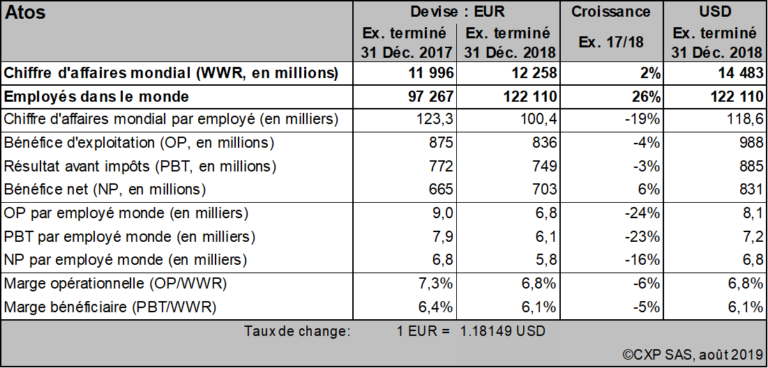 Atos Devise : EUR Croissance USD
Ex. terminé Ex. terminé Ex. 17/18 Ex. terminé
31 Déc. 2017 31 Déc. 2018 31 Déc. 2018
Chiffre d'affaires mondial (WWR, en millions) 11 996 12 258 2% 14 483
Employés dans le monde 97 267 122 110 26% 122 110
Chiffre d'affaires mondial par employé (en milliers) 123,3 100,4 -19% 118,6
Bénéfice d'exploitation (OP, en millions) 875 836 -4% 988
Résultat avant impôts (PBT, en millions) 772 749 -3% 885
Bénéfice net (NP, en millions) 665 703 6% 831
OP par employé monde (en milliers) 9,0 6,8 -24% 8,1
PBT par employé monde (en milliers) 7,9 6,1 -23% 7,2
NP par employé monde (en milliers) 6,8 5,8 -16% 6,8
Marge opérationnelle (OP/WWR) 7,3% 6,8% -6% 6,8%
Marge bénéficiaire (PBT/WWR) 6,4% 6,1% -5% 6,1%
Taux de change: 1 EUR = 1.18149 USD
©CXP SAS, août 2019